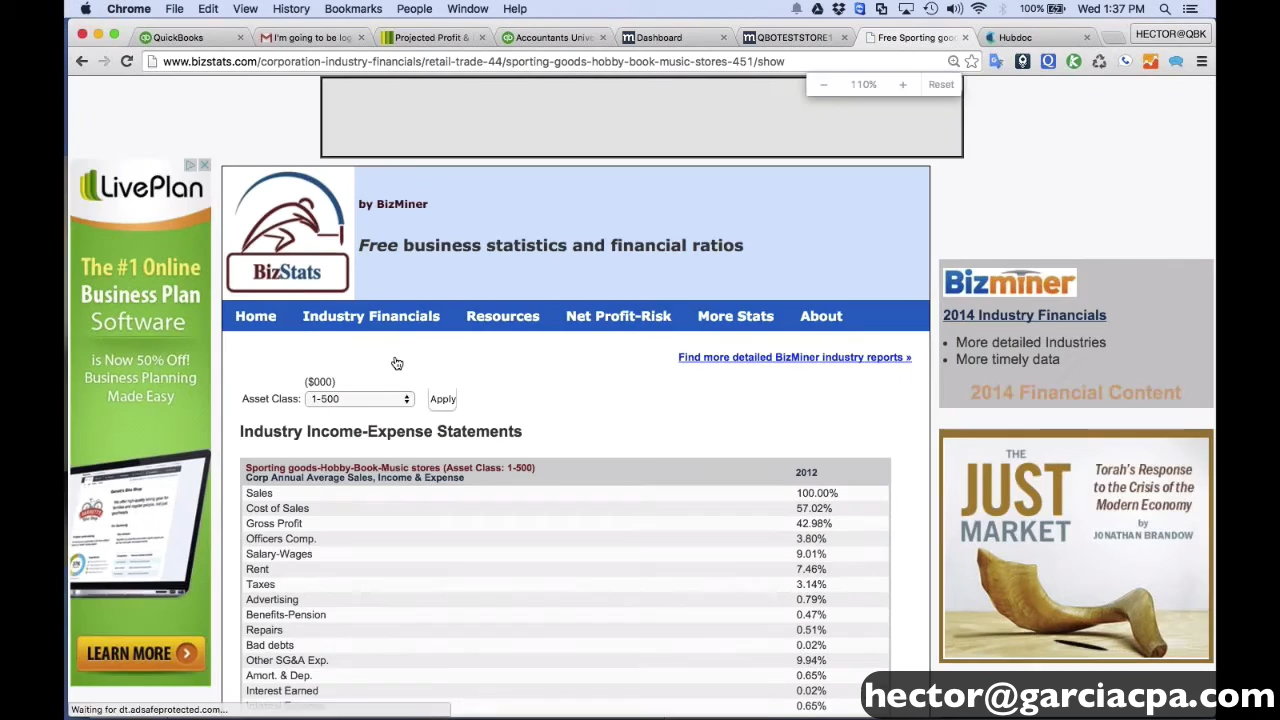 Chrome File Edit View History Bookmarks People Window Help 100% Wed 1:37 PM
QuickBooks × I'm going to be log × Projected Profit & × Accountants Unive × Dashboard × QBOTESTSTORE1 × Free Sporting goo × Hubdoc × HECTOR@QBK
www.bizstats.com/corporation-industry-financials/retail-trade-44/sporting-goods-hobby-book-music-stores-451/show
− 110% + Reset
LivePlan
The #1 Online
Business Plan
Software
is Now 50% Off!
Business Planning
Made Easy
LEARN MORE
BizStats
by BizMiner
Free business statistics and financial ratios
Home Industry Financials Resources Net Profit-Risk More Stats About
Find more detailed BizMiner industry reports »
($000)
Asset Class: 1-500 Apply
Industry Income-Expense Statements
Sporting goods-Hobby-Book-Music stores (Asset Class: 1-500)
Corp Annual Average Sales, Income & Expense 2012
Sales 100.00%
Cost of Sales 57.02%
Gross Profit 42.98%
Officers Comp. 3.80%
Salary-Wages 9.01%
Rent 7.46%
Taxes 3.14%
Advertising 0.79%
Benefits-Pension 0.47%
Repairs 0.51%
Bad debts 0.02%
Other SG&A Exp. 9.94%
Amort. & Dep. 0.65%
Interest Earned 0.02%
0.65%
Bizminer
2014 Industry Financials
• More detailed Industries
• More timely data
2014 Financial Content
THE
JUST
MARKET
Torah's Response
to the Crisis of the
Modern Economy
by
JONATHAN BRANDOW
Waiting for dt.adsafeprotected.com...
hector@garciacpa.com